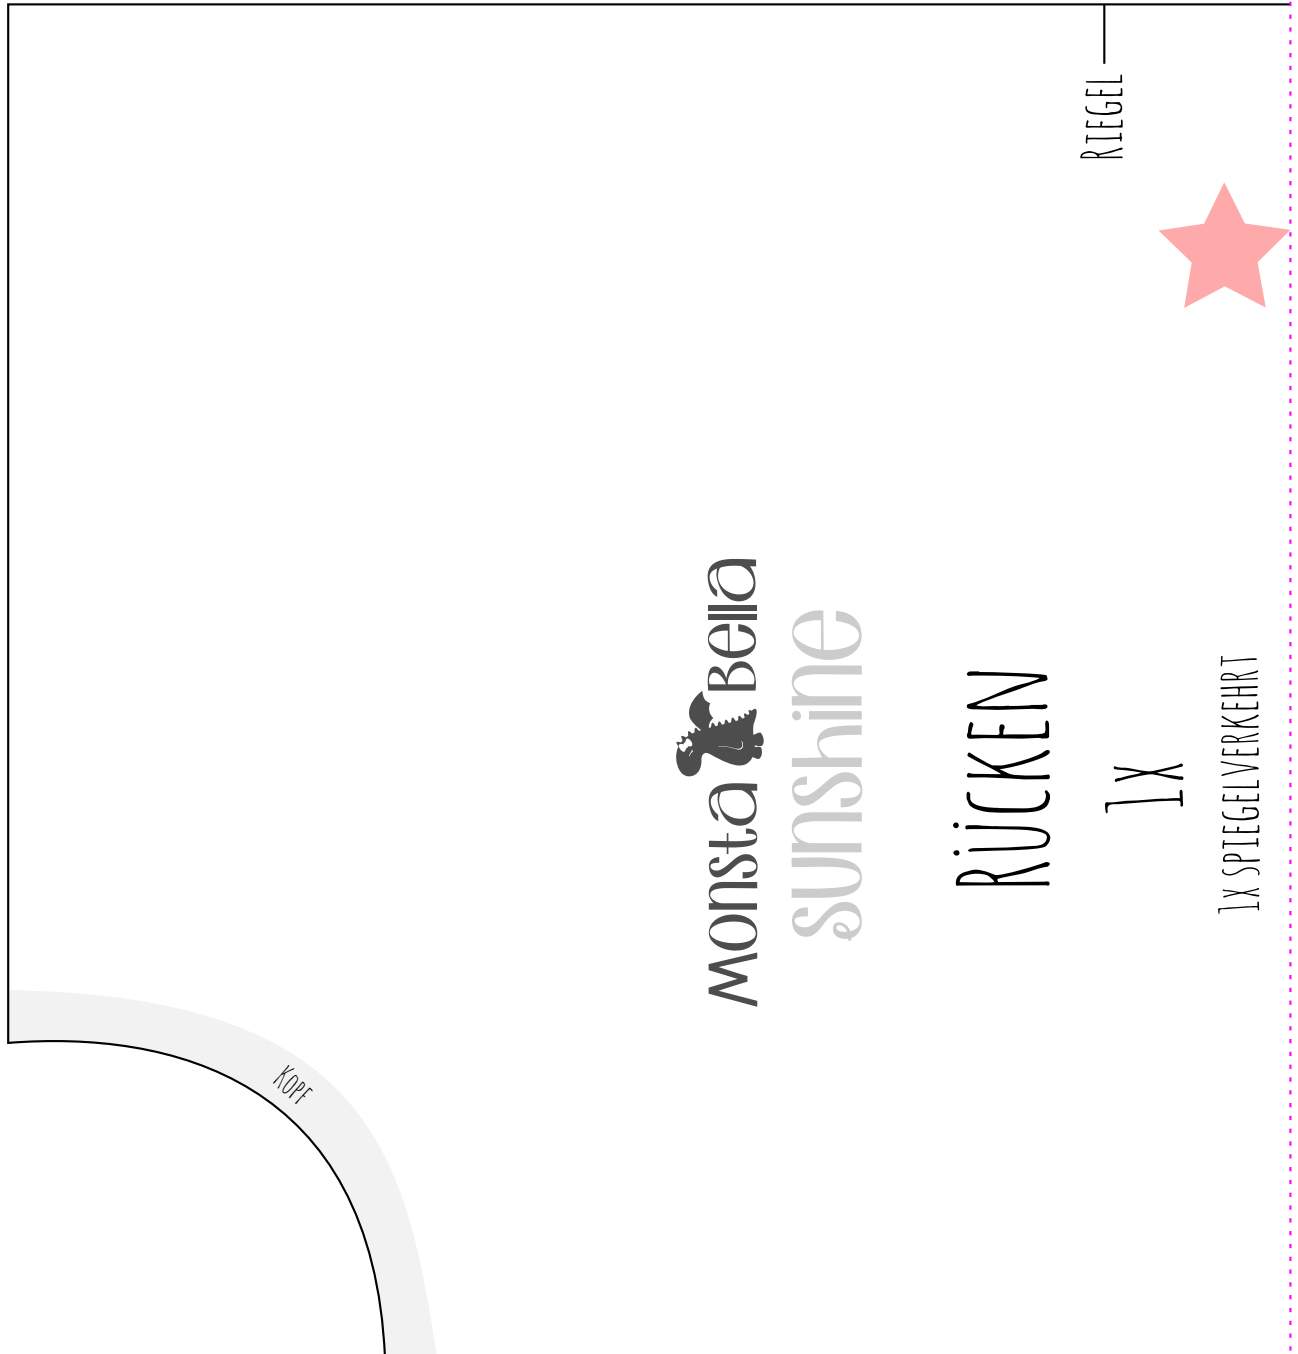 Riegel
Monsta Bella
sunshine
Rücken
1x
1x spiegelverkehrt
Kopf